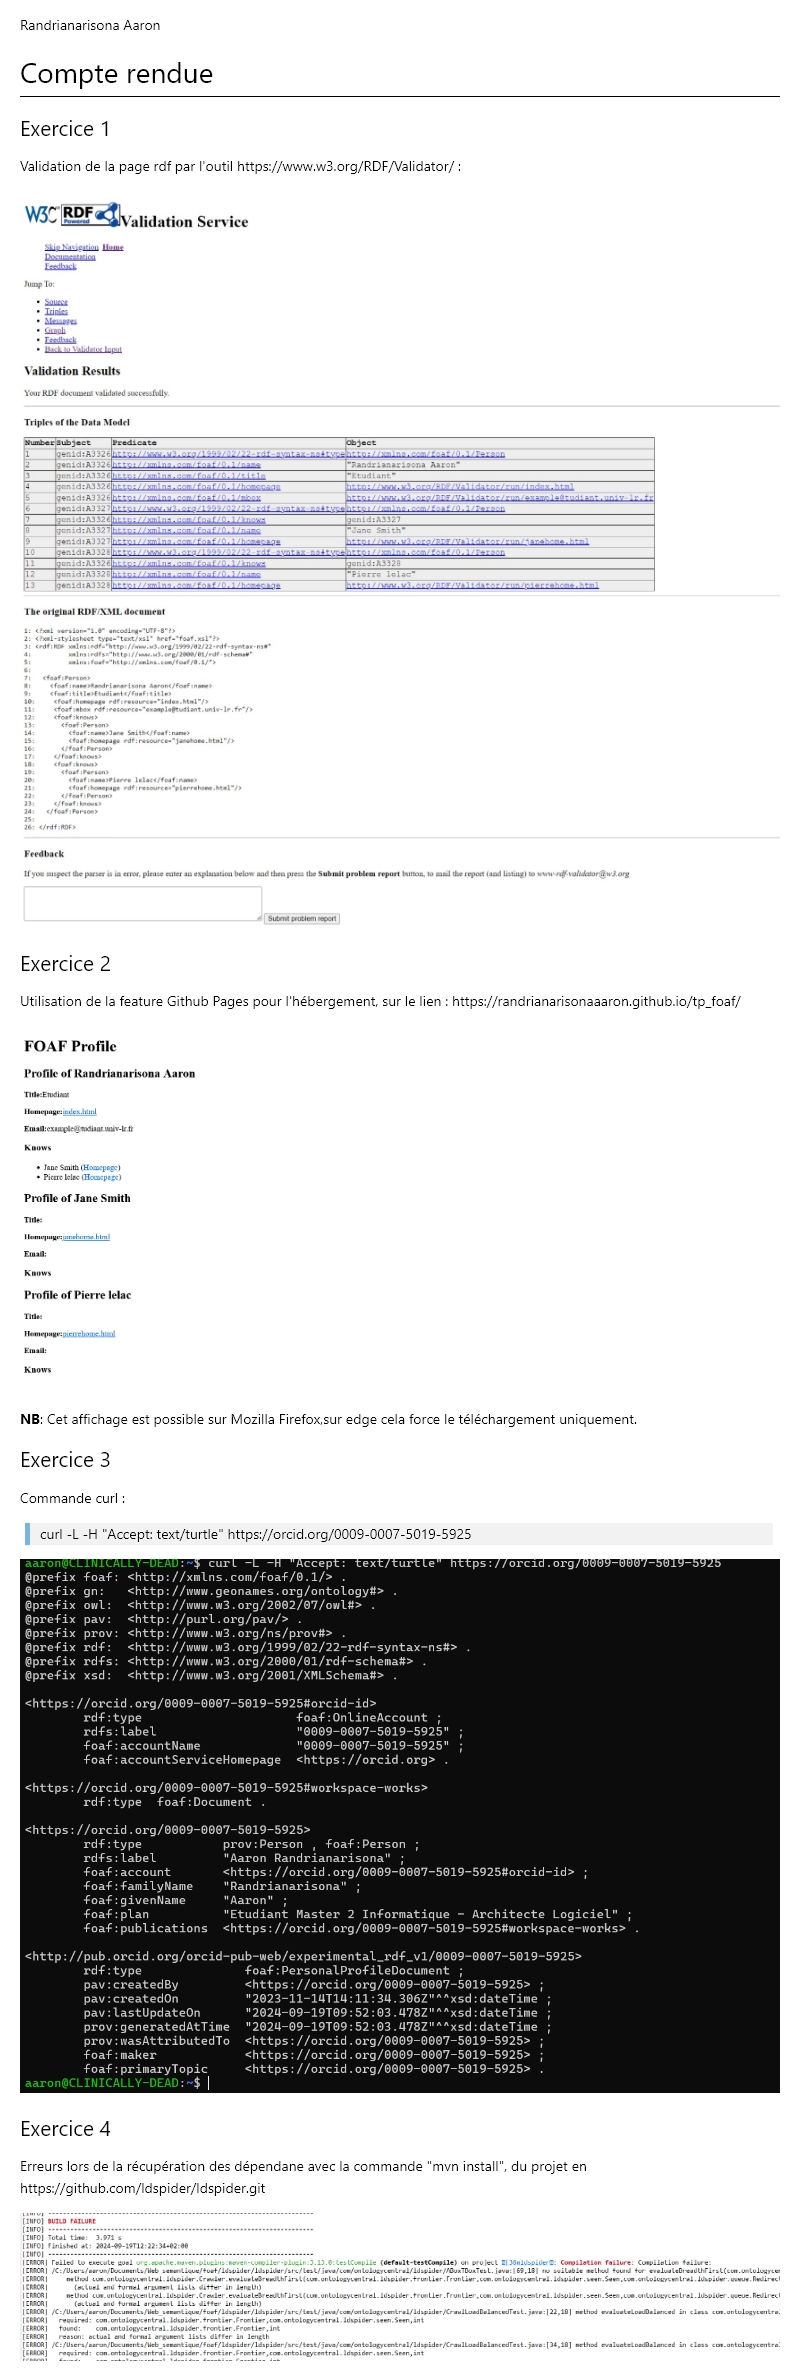 Randrianarisona Aaron
Compte rendue
Exercice 1
Validation de la page rdf par l'outil https://www.w3.org/RDF/Validator/ :
W3C RDF Powered Validation Service
Skip Navigation Home
Documentation
Feedback
Jump To:
Source
Triples
Messages
Graph
Feedback
Back to Validator Input
Validation Results
Your RDF document validated successfully.
Triples of the Data Model
Number Subject Predicate Object
1 genid:A3326 http://www.w3.org/1999/02/22-rdf-syntax-ns#type http://xmlns.com/foaf/0.1/Person
2 genid:A3326 http://xmlns.com/foaf/0.1/name "Randrianarisona Aaron"
3 genid:A3326 http://xmlns.com/foaf/0.1/title "Etudiant"
4 genid:A3326 http://xmlns.com/foaf/0.1/homepage http://www.w3.org/RDF/Validator/run/index.html
5 genid:A3326 http://xmlns.com/foaf/0.1/mbox http://www.w3.org/RDF/Validator/run/example@tudiant.univ-lr.fr
6 genid:A3327 http://www.w3.org/1999/02/22-rdf-syntax-ns#type http://xmlns.com/foaf/0.1/Person
7 genid:A3326 http://xmlns.com/foaf/0.1/knows genid:A3327
8 genid:A3327 http://xmlns.com/foaf/0.1/name "Jane Smith"
9 genid:A3327 http://xmlns.com/foaf/0.1/homepage http://www.w3.org/RDF/Validator/run/janehome.html
10 genid:A3328 http://www.w3.org/1999/02/22-rdf-syntax-ns#type http://xmlns.com/foaf/0.1/Person
11 genid:A3326 http://xmlns.com/foaf/0.1/knows genid:A3328
12 genid:A3328 http://xmlns.com/foaf/0.1/name "Pierre lelac"
13 genid:A3328 http://xmlns.com/foaf/0.1/homepage http://www.w3.org/RDF/Validator/run/pierrehome.html
The original RDF/XML document
1: <?xml version="1.0" encoding="UTF-8"?>
2: <?xml-stylesheet type="text/xsl" href="foaf.xsl"?>
3: <rdf:RDF xmlns:rdf="http://www.w3.org/1999/02/22-rdf-syntax-ns#"
4: xmlns:rdfs="http://www.w3.org/2000/01/rdf-schema#"
5: xmlns:foaf="http://xmlns.com/foaf/0.1/">
6:
7: <foaf:Person>
8: <foaf:name>Randrianarisona Aaron</foaf:name>
9: <foaf:title>Etudiant</foaf:title>
10: <foaf:homepage rdf:resource="index.html"/>
11: <foaf:mbox rdf:resource="example@tudiant.univ-lr.fr"/>
12: <foaf:knows>
13: <foaf:Person>
14: <foaf:name>Jane Smith</foaf:name>
15: <foaf:homepage rdf:resource="janehome.html"/>
16: </foaf:Person>
17: </foaf:knows>
18: <foaf:knows>
19: <foaf:Person>
20: <foaf:name>Pierre lelac</foaf:name>
21: <foaf:homepage rdf:resource="pierrehome.html"/>
22: </foaf:Person>
23: </foaf:knows>
24: </foaf:Person>
25:
26: </rdf:RDF>
Feedback
If you suspect the parser is in error, please enter an explanation below and then press the Submit problem report button, to mail the report (and listing) to www-rdf-validator@w3.org
Submit problem report
Exercice 2
Utilisation de la feature Github Pages pour l'hébergement, sur le lien : https://randrianarisonaaaron.github.io/tp_foaf/
FOAF Profile
Profile of Randrianarisona Aaron
Title:Etudiant
Homepage:index.html
Email:example@tudiant.univ-lr.fr
Knows
Jane Smith (Homepage)
Pierre lelac (Homepage)
Profile of Jane Smith
Title:
Homepage:janehome.html
Email:
Knows
Profile of Pierre lelac
Title:
Homepage:pierrehome.html
Email:
Knows
NB: Cet affichage est possible sur Mozilla Firefox,sur edge cela force le téléchargement uniquement.
Exercice 3
Commande curl :
curl -L -H "Accept: text/turtle" https://orcid.org/0009-0007-5019-5925
aaron@CLINICALLY-DEAD:~$ curl -L -H "Accept: text/turtle" https://orcid.org/0009-0007-5019-5925
@prefix foaf: <http://xmlns.com/foaf/0.1/> .
@prefix gn: <http://www.geonames.org/ontology#> .
@prefix owl: <http://www.w3.org/2002/07/owl#> .
@prefix pav: <http://purl.org/pav/> .
@prefix prov: <http://www.w3.org/ns/prov#> .
@prefix rdf: <http://www.w3.org/1999/02/22-rdf-syntax-ns#> .
@prefix rdfs: <http://www.w3.org/2000/01/rdf-schema#> .
@prefix xsd: <http://www.w3.org/2001/XMLSchema#> .
<https://orcid.org/0009-0007-5019-5925#orcid-id>
rdf:type foaf:OnlineAccount ;
rdfs:label "0009-0007-5019-5925" ;
foaf:accountName "0009-0007-5019-5925" ;
foaf:accountServiceHomepage <https://orcid.org> .
<https://orcid.org/0009-0007-5019-5925#workspace-works>
rdf:type foaf:Document .
<https://orcid.org/0009-0007-5019-5925>
rdf:type prov:Person , foaf:Person ;
rdfs:label "Aaron Randrianarisona" ;
foaf:account <https://orcid.org/0009-0007-5019-5925#orcid-id> ;
foaf:familyName "Randrianarisona" ;
foaf:givenName "Aaron" ;
foaf:plan "Etudiant Master 2 Informatique - Architecte Logiciel" ;
foaf:publications <https://orcid.org/0009-0007-5019-5925#workspace-works> .
<http://pub.orcid.org/orcid-pub-web/experimental_rdf_v1/0009-0007-5019-5925>
rdf:type foaf:PersonalProfileDocument ;
pav:createdBy <https://orcid.org/0009-0007-5019-5925> ;
pav:createdOn "2023-11-14T14:11:34.306Z"^^xsd:dateTime ;
pav:lastUpdateOn "2024-09-19T09:52:03.478Z"^^xsd:dateTime ;
prov:generatedAtTime "2024-09-19T09:52:03.478Z"^^xsd:dateTime ;
prov:wasAttributedTo <https://orcid.org/0009-0007-5019-5925> ;
foaf:maker <https://orcid.org/0009-0007-5019-5925> ;
foaf:primaryTopic <https://orcid.org/0009-0007-5019-5925> .
aaron@CLINICALLY-DEAD:~$
Exercice 4
Erreurs lors de la récupération des dépendane avec la commande "mvn install", du projet en
https://github.com/ldspider/ldspider.git
[INFO] BUILD FAILURE
[INFO] ------------------------------------------------------------------------
[INFO] Total time: 3.971 s
[INFO] Finished at: 2024-09-19T12:22:34+02:00
[INFO] ------------------------------------------------------------------------
[ERROR] Failed to execute goal org.apache.maven.plugins:maven-compiler-plugin:3.13.0:testCompile (default-testCompile) on project [36mldspider: Compilation failure: Compilation failure:
[ERROR] /C:/Users/aaron/Documents/Web_semantique/foaf/ldspider/ldspider/src/test/java/com/ontologycentral/ldspider/ABoxTBoxTest.java:[69,18] no suitable method found for evaluateBreadthFirst(com.ontologycen
[ERROR] method com.ontologycentral.ldspider.Crawler.evaluateBreadthFirst(com.ontologycentral.ldspider.frontier.Frontier,com.ontologycentral.ldspider.seen.Seen,com.ontologycentral.ldspider.queue.Redirect
[ERROR] (actual and formal argument lists differ in length)
[ERROR] method com.ontologycentral.ldspider.Crawler.evaluateBreadthFirst(com.ontologycentral.ldspider.frontier.Frontier,com.ontologycentral.ldspider.seen.Seen,com.ontologycentral.ldspider.queue.Redirect
[ERROR] (actual and formal argument lists differ in length)
[ERROR] /C:/Users/aaron/Documents/Web_semantique/foaf/ldspider/ldspider/src/test/java/com/ontologycentral/ldspider/CrawlLoadBalancedTest.java:[22,18] method evaluateLoadBalanced in class com.ontologycentra
[ERROR] required: com.ontologycentral.ldspider.frontier.Frontier,com.ontologycentral.ldspider.seen.Seen,int
[ERROR] found: com.ontologycentral.ldspider.frontier.Frontier,int
[ERROR] reason: actual and formal argument lists differ in length
[ERROR] /C:/Users/aaron/Documents/Web_semantique/foaf/ldspider/ldspider/src/test/java/com/ontologycentral/ldspider/CrawlLoadBalancedTest.java:[34,18] method evaluateLoadBalanced in class com.ontologycentra
[ERROR] required: com.ontologycentral.ldspider.frontier.Frontier,com.ontologycentral.ldspider.seen.Seen,int